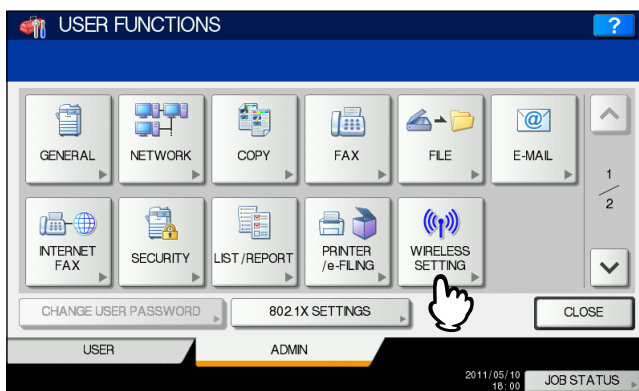 USER FUNCTIONS
?
GENERAL
NETWORK
COPY
FAX
FILE
E-MAIL
1
2
INTERNET
FAX
SECURITY
LIST/REPORT
PRINTER
/e-FILING
WIRELESS
SETTING
CHANGE USER PASSWORD
802.1X SETTINGS
CLOSE
USER
ADMIN
2011/05/10
18:00
JOB STATUS